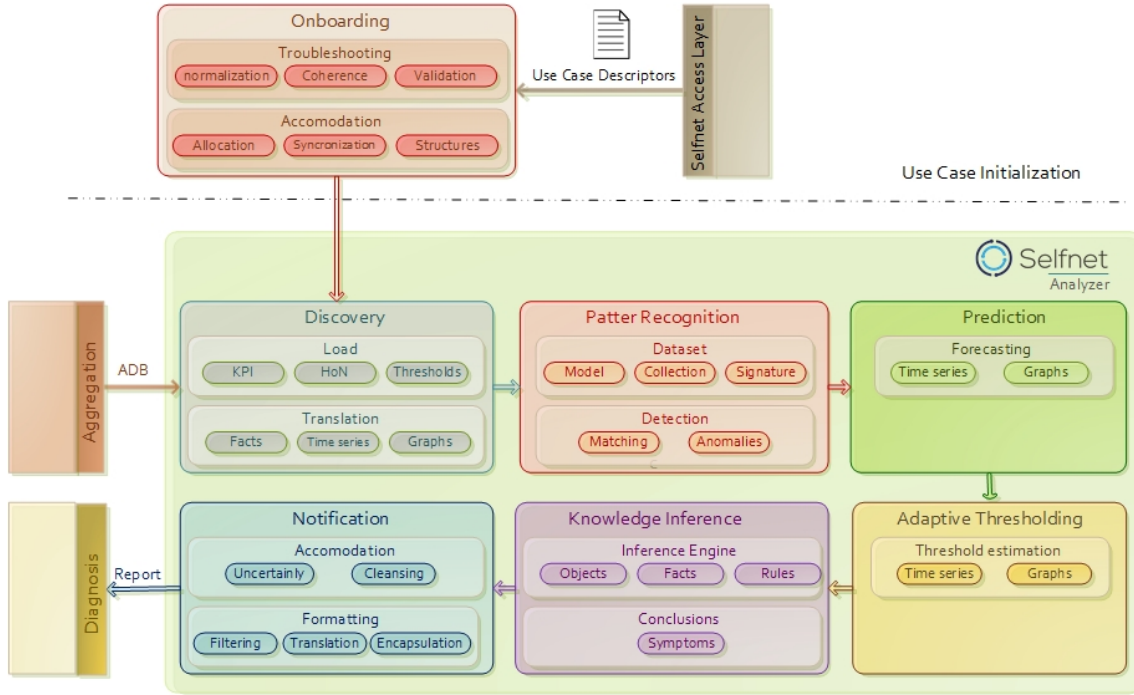 Onboarding
Troubleshooting
normalization Coherence Validation
Accomodation
Allocation Syncronization Structures
Use Case Descriptors
Selfnet Access Layer
Use Case Initialization
Selfnet
Analyzer
Aggregation
ADB
Discovery
Load
KPI HoN Thresholds
Translation
Facts Time series Graphs
Patter Recognition
Dataset
Model Collection Signature
Detection
Matching Anomalies
Prediction
Forecasting
Time series Graphs
Adaptive Thresholding
Threshold estimation
Time series Graphs
Knowledge Inference
Inference Engine
Objects Facts Rules
Conclusions
Symptoms
Notification
Accomodation
Uncertainly Cleansing
Formatting
Filtering Translation Encapsulation
Report
Diagnosis